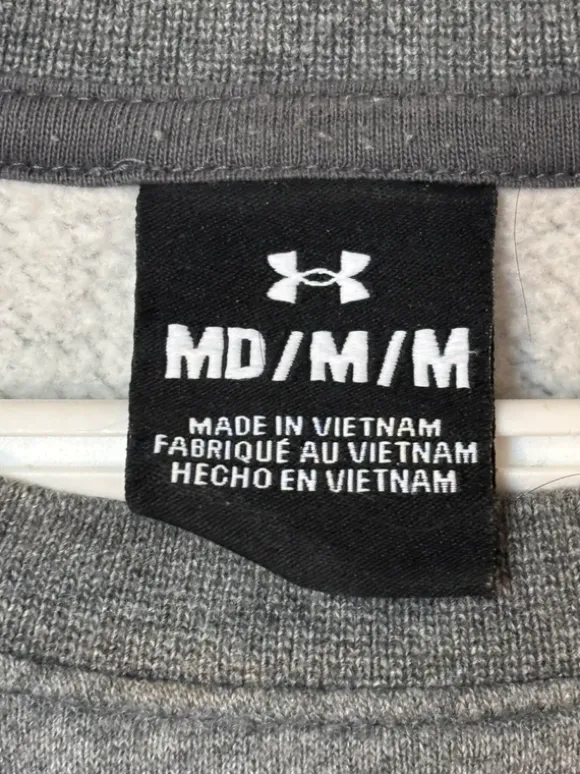 MD/M/M
MADE IN VIETNAM
FABRIQUÉ AU VIETNAM
HECHO EN VIETNAM